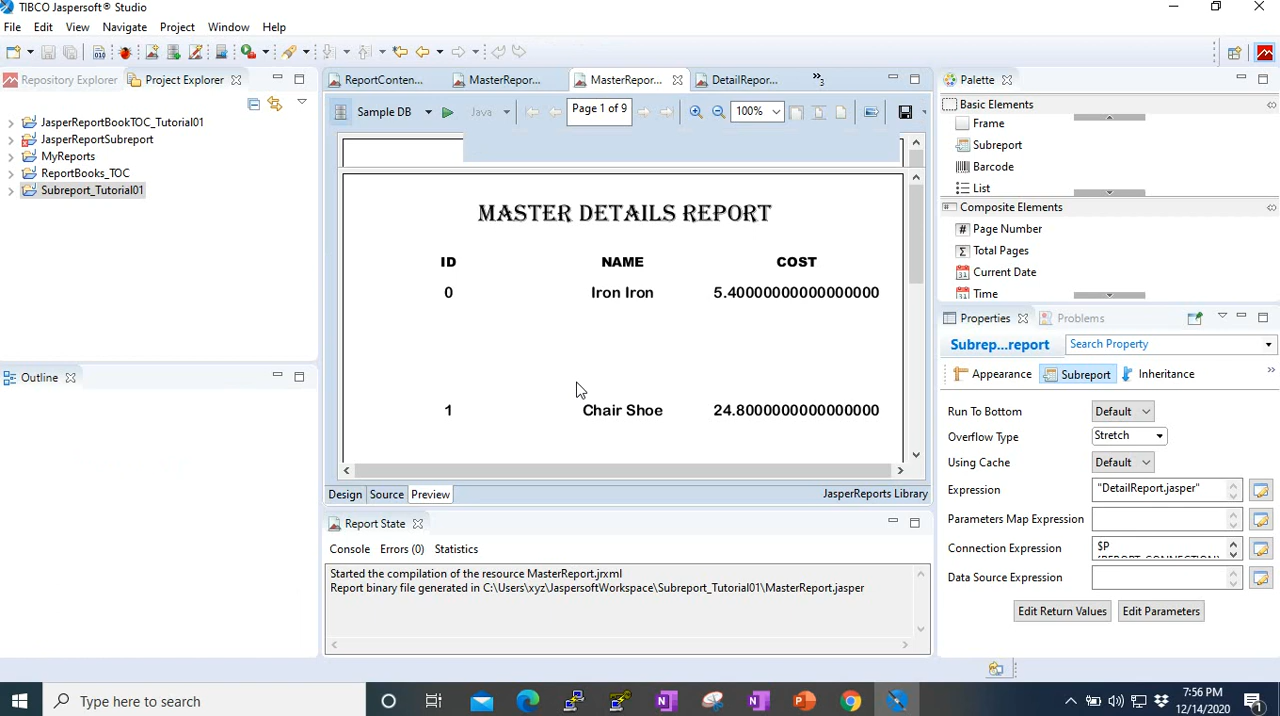 TIBCO Jaspersoft® Studio
File Edit View Navigate Project Window Help
Repository Explorer Project Explorer
JasperReportBookTOC_Tutorial01
JasperReportSubreport
MyReports
ReportBooks_TOC
Subreport_Tutorial01
Outline
ReportConten... MasterRepor... MasterRepor... DetailRepor...
Sample DB Java Page 1 of 9 100%
MASTER DETAILS REPORT
ID NAME COST
0 Iron Iron 5.40000000000000000
1 Chair Shoe 24.8000000000000000
Design Source Preview JasperReports Library
Report State
Console Errors (0) Statistics
Started the compilation of the resource MasterReport.jrxml
Report binary file generated in C:\Users\xyz\JaspersoftWorkspace\Subreport_Tutorial01\MasterReport.jasper
Palette
Basic Elements
Frame
Subreport
Barcode
List
Composite Elements
Page Number
Total Pages
Current Date
Time
Properties Problems
Subrep...report Search Property
Appearance Subreport Inheritance
Run To Bottom Default
Overflow Type Stretch
Using Cache Default
Expression "DetailReport.jasper"
Parameters Map Expression
Connection Expression $P
Data Source Expression
Edit Return Values Edit Parameters
Type here to search
7:56 PM
12/14/2020
1